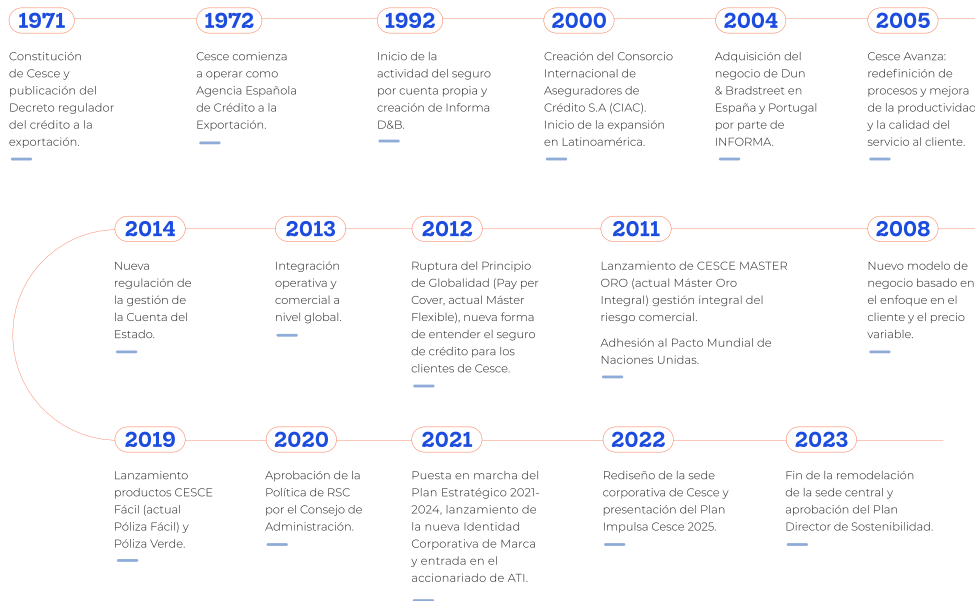 1971
Constitución
de Cesce y
publicación del
Decreto regulador
del crédito a la
exportación.
1972
Cesce comienza
a operar como
Agencia Española
de Crédito a la
Exportación.
1992
Inicio de la
actividad del seguro
por cuenta propia y
creación de Informa
D&B.
2000
Creación del Consorcio
Internacional de
Aseguradores de
Crédito S.A (CIAC).
Inicio de la expansión
en Latinoamérica.
2004
Adquisición del
negocio de Dun
& Bradstreet en
España y Portugal
por parte de
INFORMA.
2005
Cesce Avanza:
redefinición de
procesos y mejora
de la productividad
y la calidad del
servicio al cliente.
2014
Nueva
regulación de
la gestión de
la Cuenta del
Estado.
2013
Integración
operativa y
comercial a
nivel global.
2012
Ruptura del Principio
de Globalidad (Pay per
Cover, actual Máster
Flexible), nueva forma
de entender el seguro
de crédito para los
clientes de Cesce.
2011
Lanzamiento de CESCE MASTER
ORO (actual Máster Oro
Integral) gestión integral del
riesgo comercial.
Adhesión al Pacto Mundial de
Naciones Unidas.
2008
Nuevo modelo de
negocio basado en
el enfoque en el
cliente y el precio
variable.
2019
Lanzamiento
productos CESCE
Fácil (actual
Póliza Fácil) y
Póliza Verde.
2020
Aprobación de la
Política de RSC
por el Consejo de
Administración.
2021
Puesta en marcha del
Plan Estratégico 2021-
2024, lanzamiento de
la nueva Identidad
Corporativa de Marca
y entrada en el
accionariado de ATI.
2022
Rediseño de la sede
corporativa de Cesce y
presentación del Plan
Impulsa Cesce 2025.
2023
Fin de la remodelación
de la sede central y
aprobación del Plan
Director de Sostenibilidad.